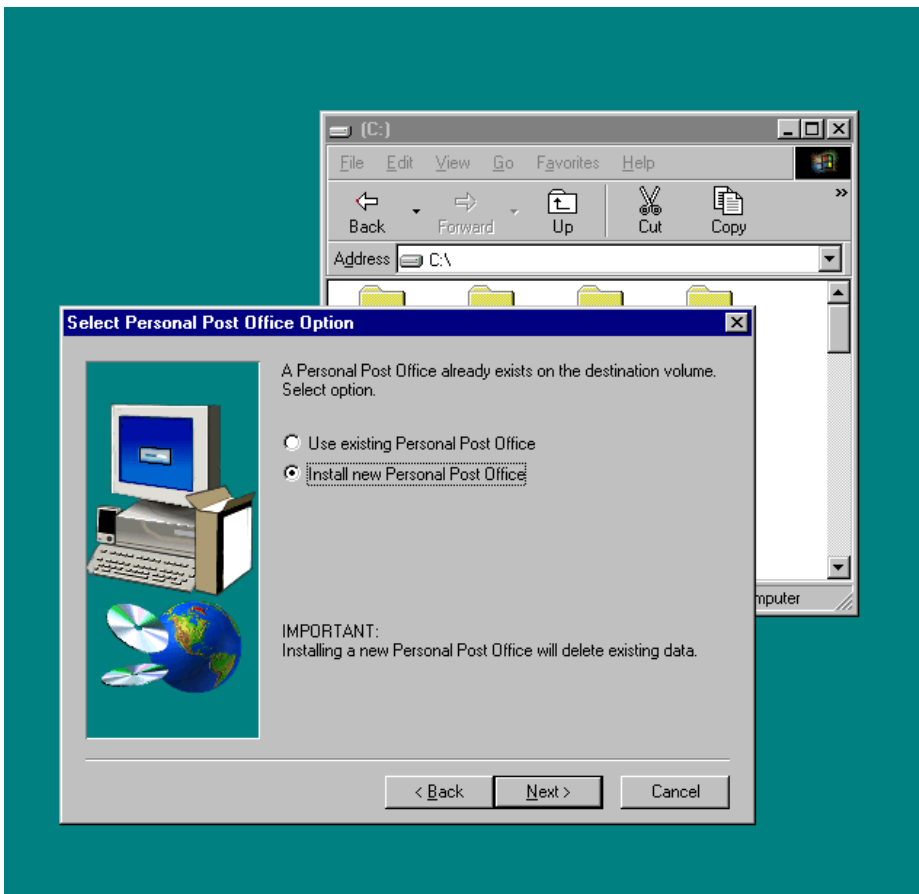 (C:)
File Edit View Go Favorites Help
Back Forward Up Cut Copy »
Address C:\
Select Personal Post Office Option
A Personal Post Office already exists on the destination volume.
Select option.
Use existing Personal Post Office
Install new Personal Post Office
mputer
IMPORTANT:
Installing a new Personal Post Office will delete existing data.
< Back Next > Cancel